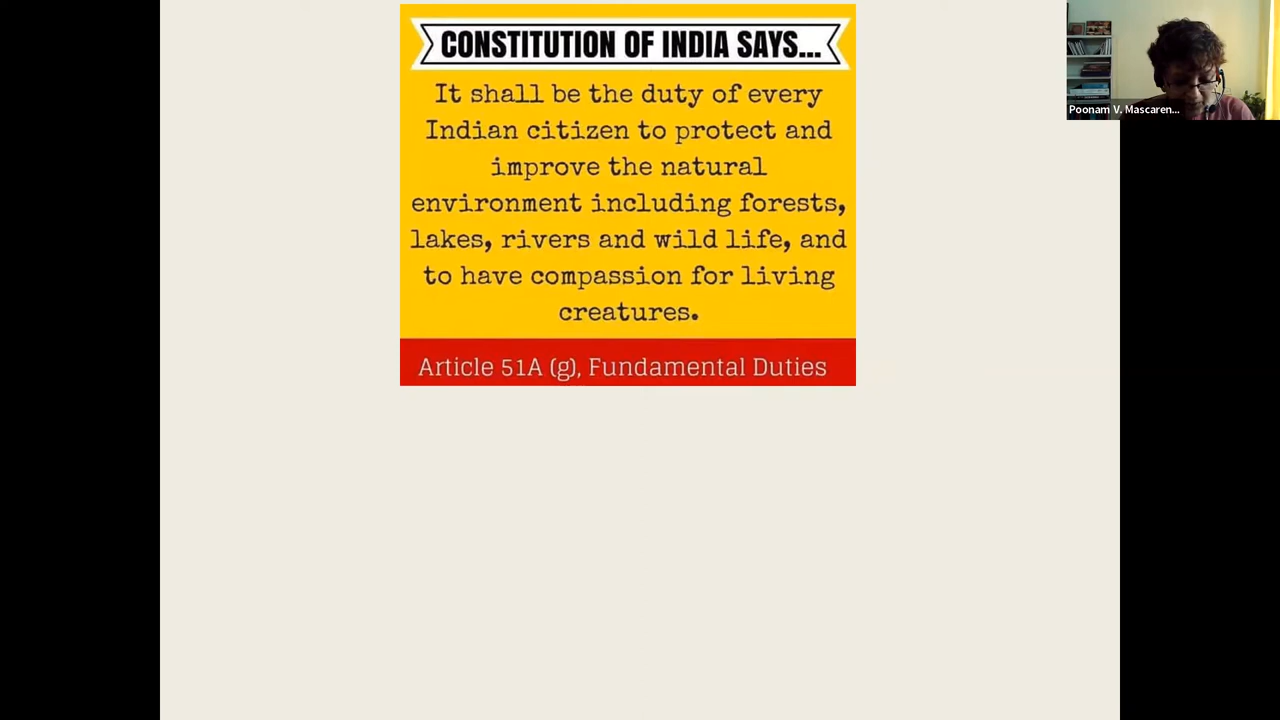 CONSTITUTION OF INDIA SAYS...
It shall be the duty of every
Indian citizen to protect and
improve the natural
environment including forests,
lakes, rivers and wild life, and
to have compassion for living
creatures.
Article 51A (g), Fundamental Duties
Poonam V. Mascaren...